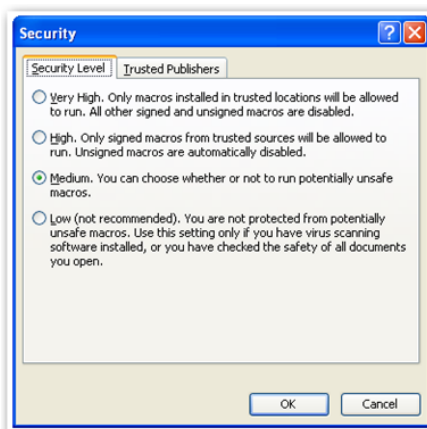 Security
Security Level Trusted Publishers
Very High. Only macros installed in trusted locations will be allowed
to run. All other signed and unsigned macros are disabled.
High. Only signed macros from trusted sources will be allowed to
run. Unsigned macros are automatically disabled.
Medium. You can choose whether or not to run potentially unsafe
macros.
Low (not recommended). You are not protected from potentially
unsafe macros. Use this setting only if you have virus scanning
software installed, or you have checked the safety of all documents
you open.
OK Cancel